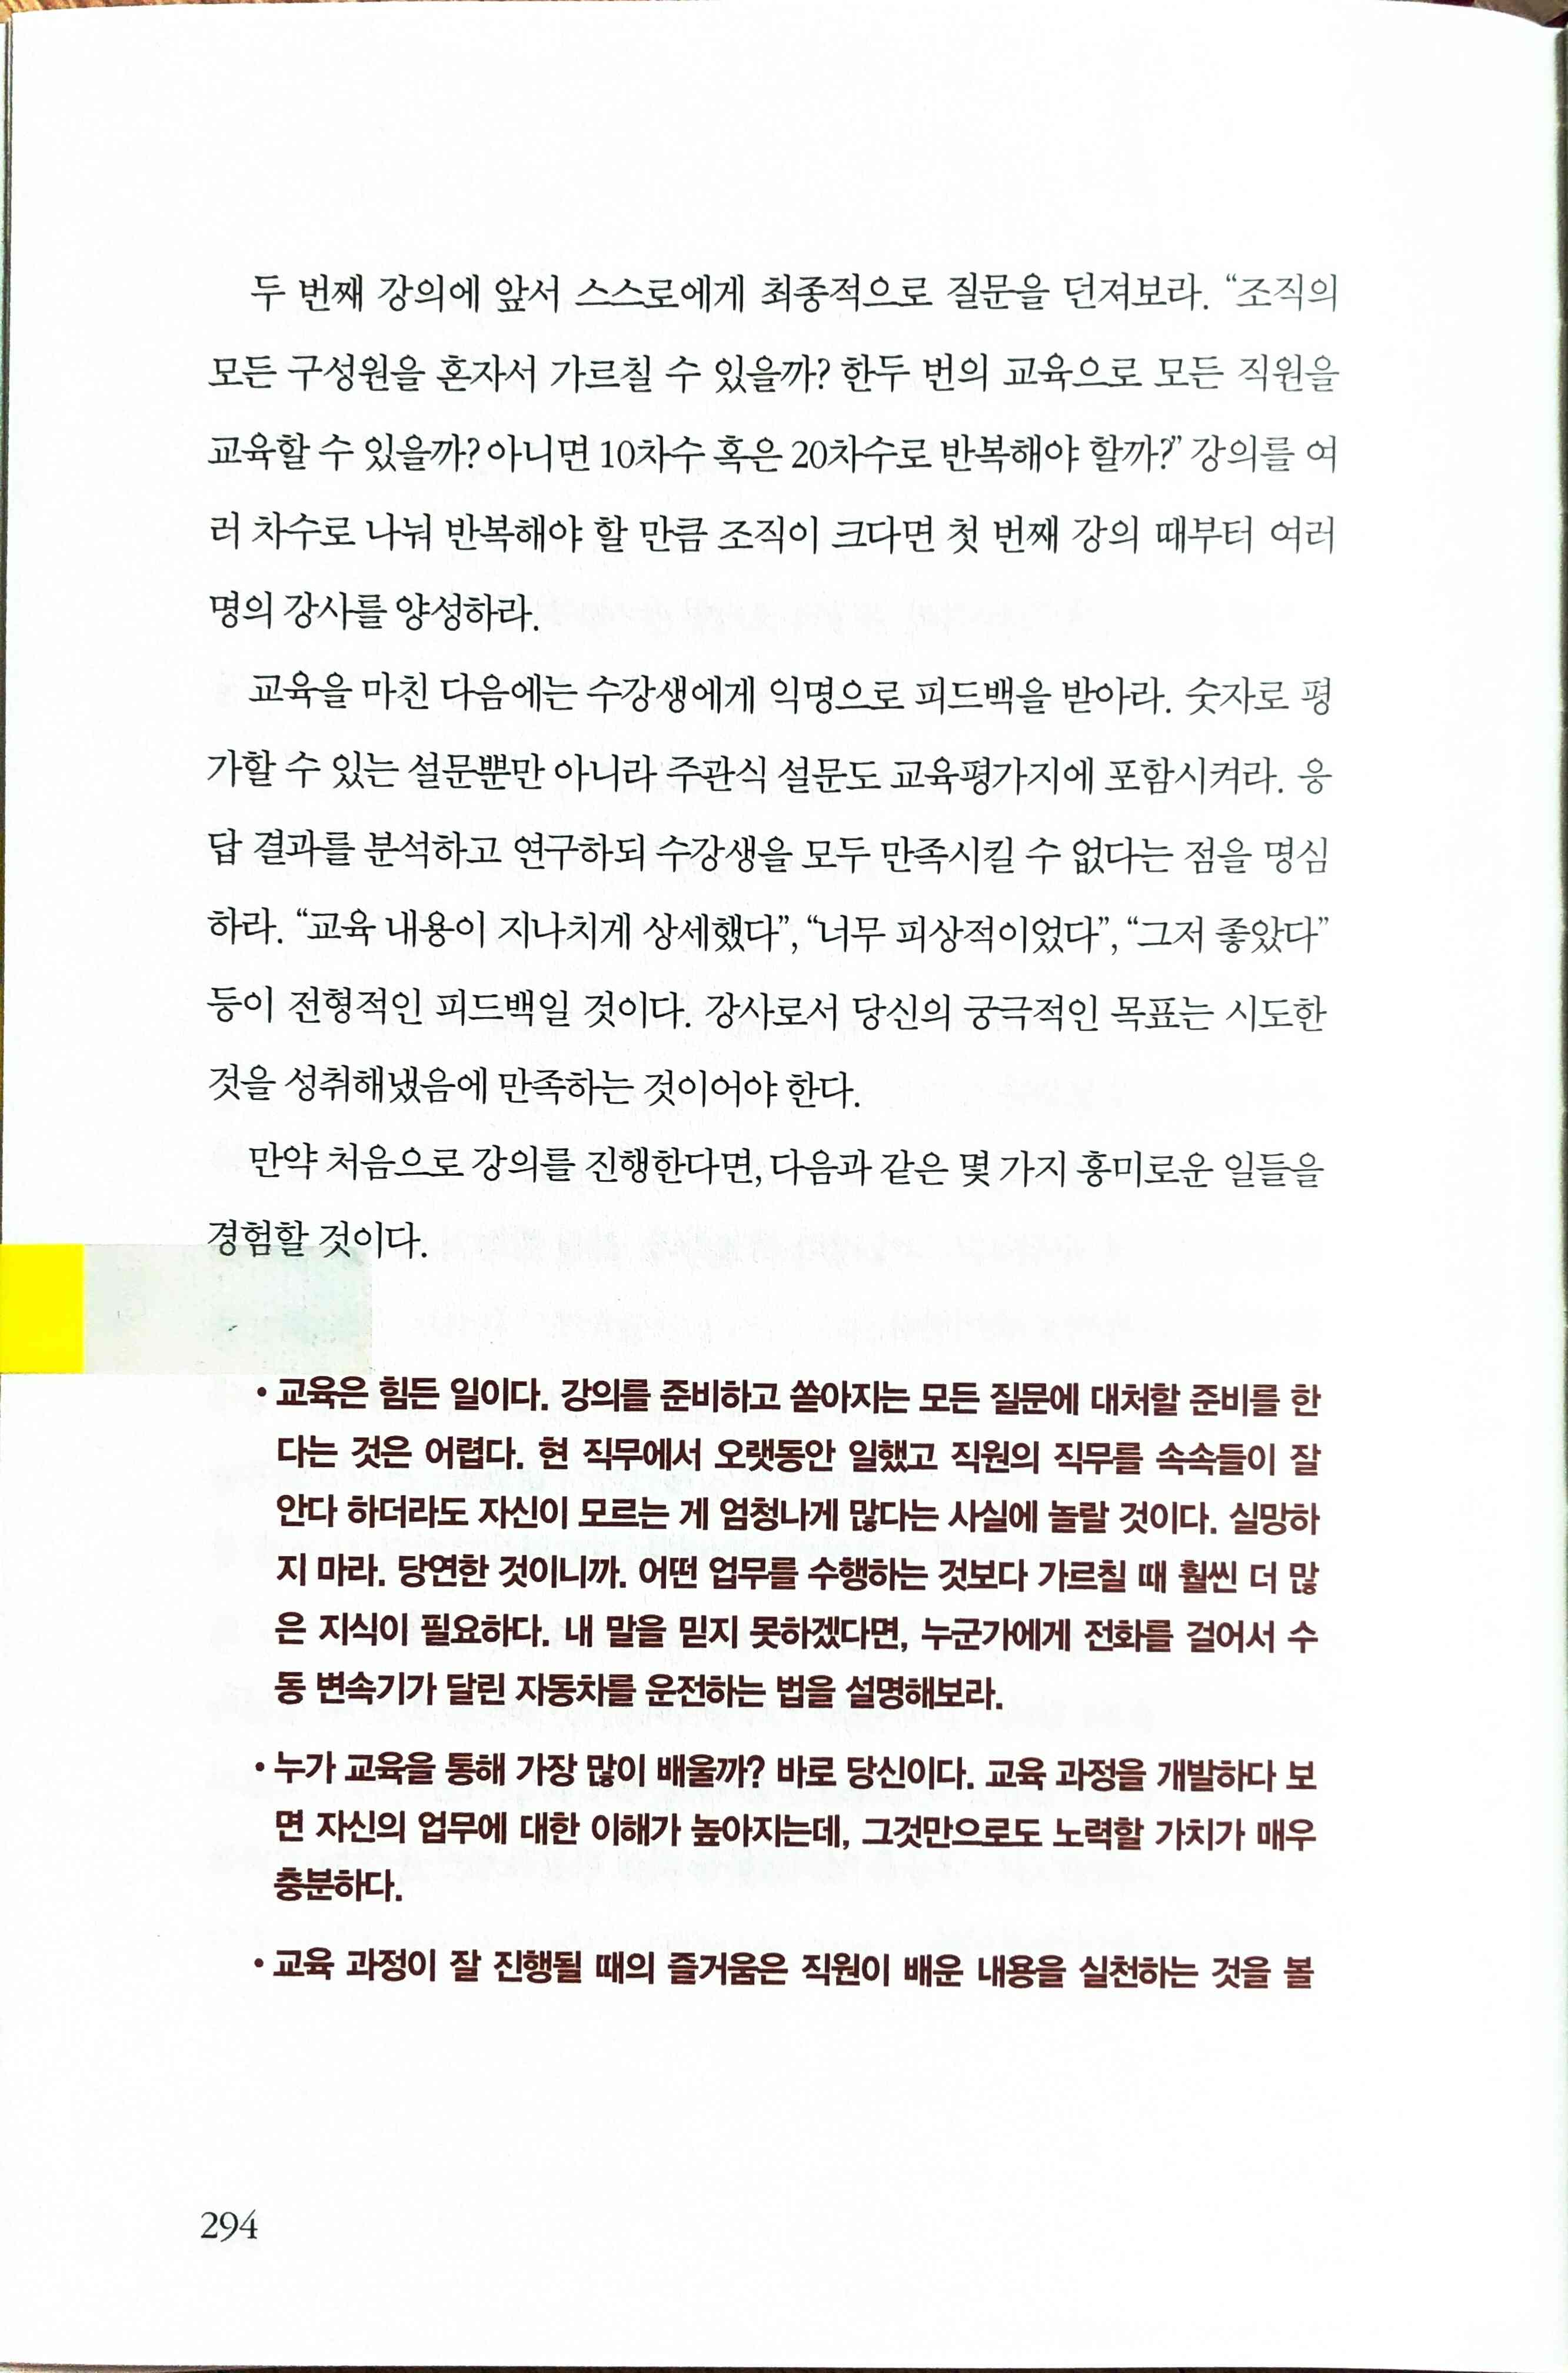 두 번째 강의에 앞서 스스로에게 최종적으로 질문을 던져보라. “조직의
모든 구성원을 혼자서 가르칠 수 있을까? 한두 번의 교육으로 모든 직원을
교육할 수 있을까? 아니면 10차수 혹은 20차수로 반복해야 할까?” 강의를 여
러 차수로 나눠 반복해야 할 만큼 조직이 크다면 첫 번째 강의 때부터 여러
명의 강사를 양성하라.
교육을 마친 다음에는 수강생에게 익명으로 피드백을 받아라. 숫자로 평
가할 수 있는 설문뿐만 아니라 주관식 설문도 교육평가지에 포함시켜라. 응
답 결과를 분석하고 연구하되 수강생을 모두 만족시킬 수 없다는 점을 명심
하라. “교육 내용이 지나치게 상세했다”, “너무 피상적이었다”, “그저 좋았다”
등이 전형적인 피드백일 것이다. 강사로서 당신의 궁극적인 목표는 시도한
것을 성취해냈음에 만족하는 것이어야 한다.
만약 처음으로 강의를 진행한다면, 다음과 같은 몇 가지 흥미로운 일들을
경험할 것이다.
• 교육은 힘든 일이다. 강의를 준비하고 쏟아지는 모든 질문에 대처할 준비를 한
다는 것은 어렵다. 현 직무에서 오랫동안 일했고 직원의 직무를 속속들이 잘
안다 하더라도 자신이 모르는 게 엄청나게 많다는 사실에 놀랄 것이다. 실망하
지 마라. 당연한 것이니까. 어떤 업무를 수행하는 것보다 가르칠 때 훨씬 더 많
은 지식이 필요하다. 내 말을 믿지 못하겠다면, 누군가에게 전화를 걸어서 수
동 변속기가 달린 자동차를 운전하는 법을 설명해보라.
• 누가 교육을 통해 가장 많이 배울까? 바로 당신이다. 교육 과정을 개발하다 보
면 자신의 업무에 대한 이해가 높아지는데, 그것만으로도 노력할 가치가 매우
충분하다.
• 교육 과정이 잘 진행될 때의 즐거움은 직원이 배운 내용을 실천하는 것을 볼
294